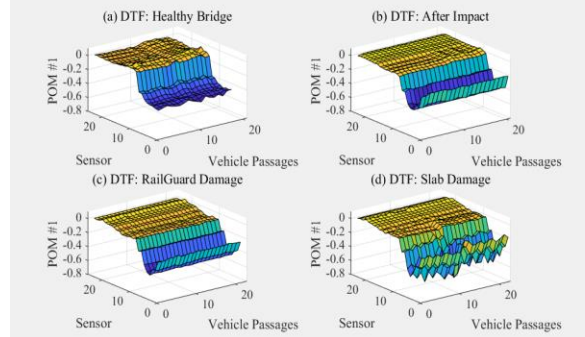 (a) DTF: Healthy Bridge
(b) DTF: After Impact
POM #1
0
-0.2
-0.4
-0.6
-0.8
20
10
0
Sensor
0
10
20
Vehicle Passages
POM #1
0
-0.2
-0.4
-0.6
-0.8
20
10
0
Sensor
0
10
20
Vehicle Passages
(c) DTF: RailGuard Damage
(d) DTF: Slab Damage
POM #1
0
-0.2
-0.4
-0.6
-0.8
20
10
0
Sensor
0
10
20
Vehicle Passages
POM #1
0
-0.2
-0.4
-0.6
-0.8
20
10
0
Sensor
0
10
20
Vehicle Passages